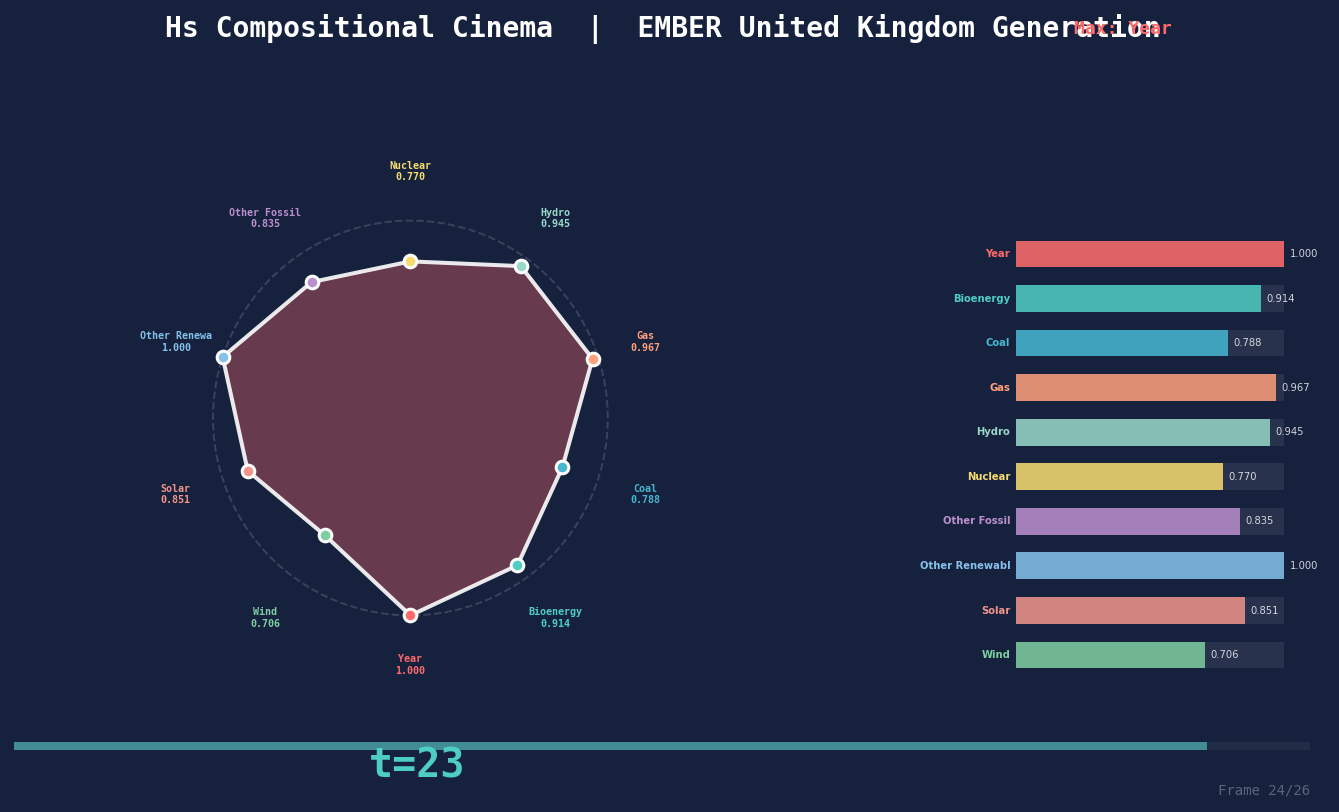 Hs Compositional Cinema | EMBER United Kingdom Generation
Max: Year
Nuclear
0.770
Other Fossil
0.835
Hydro
0.945
Other Renewa
1.000
Gas
0.967
Solar
0.851
Coal
0.788
Wind
0.706
Bioenergy
0.914
Year
1.000
Year 1.000
Bioenergy 0.914
Coal 0.788
Gas 0.967
Hydro 0.945
Nuclear 0.770
Other Fossil 0.835
Other Renewabl 1.000
Solar 0.851
Wind 0.706
t=23
Frame 24/26